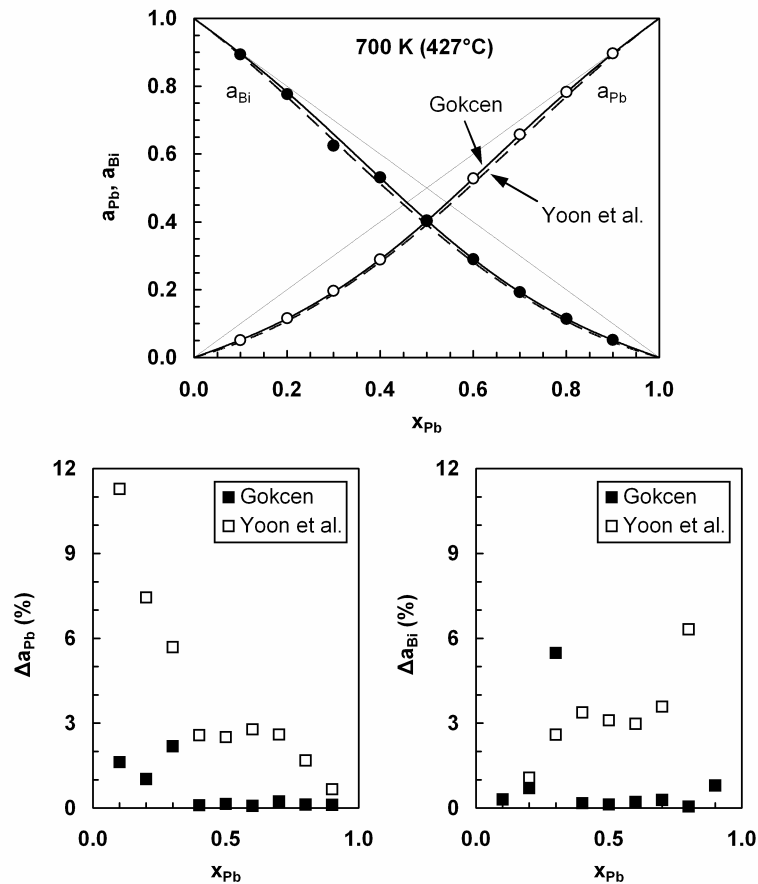 700 K (427°C)
1.0
0.8
0.6
0.4
0.2
0.0
aPb, aBi
aBi
Gokcen
aPb
Yoon et al.
0.0 0.2 0.4 0.6 0.8 1.0
xPb
12
9
6
3
0
ΔaPb (%)
Gokcen
Yoon et al.
0.0 0.5 1.0
xPb
12
9
6
3
0
ΔaBi (%)
Gokcen
Yoon et al.
0.0 0.5 1.0
xPb